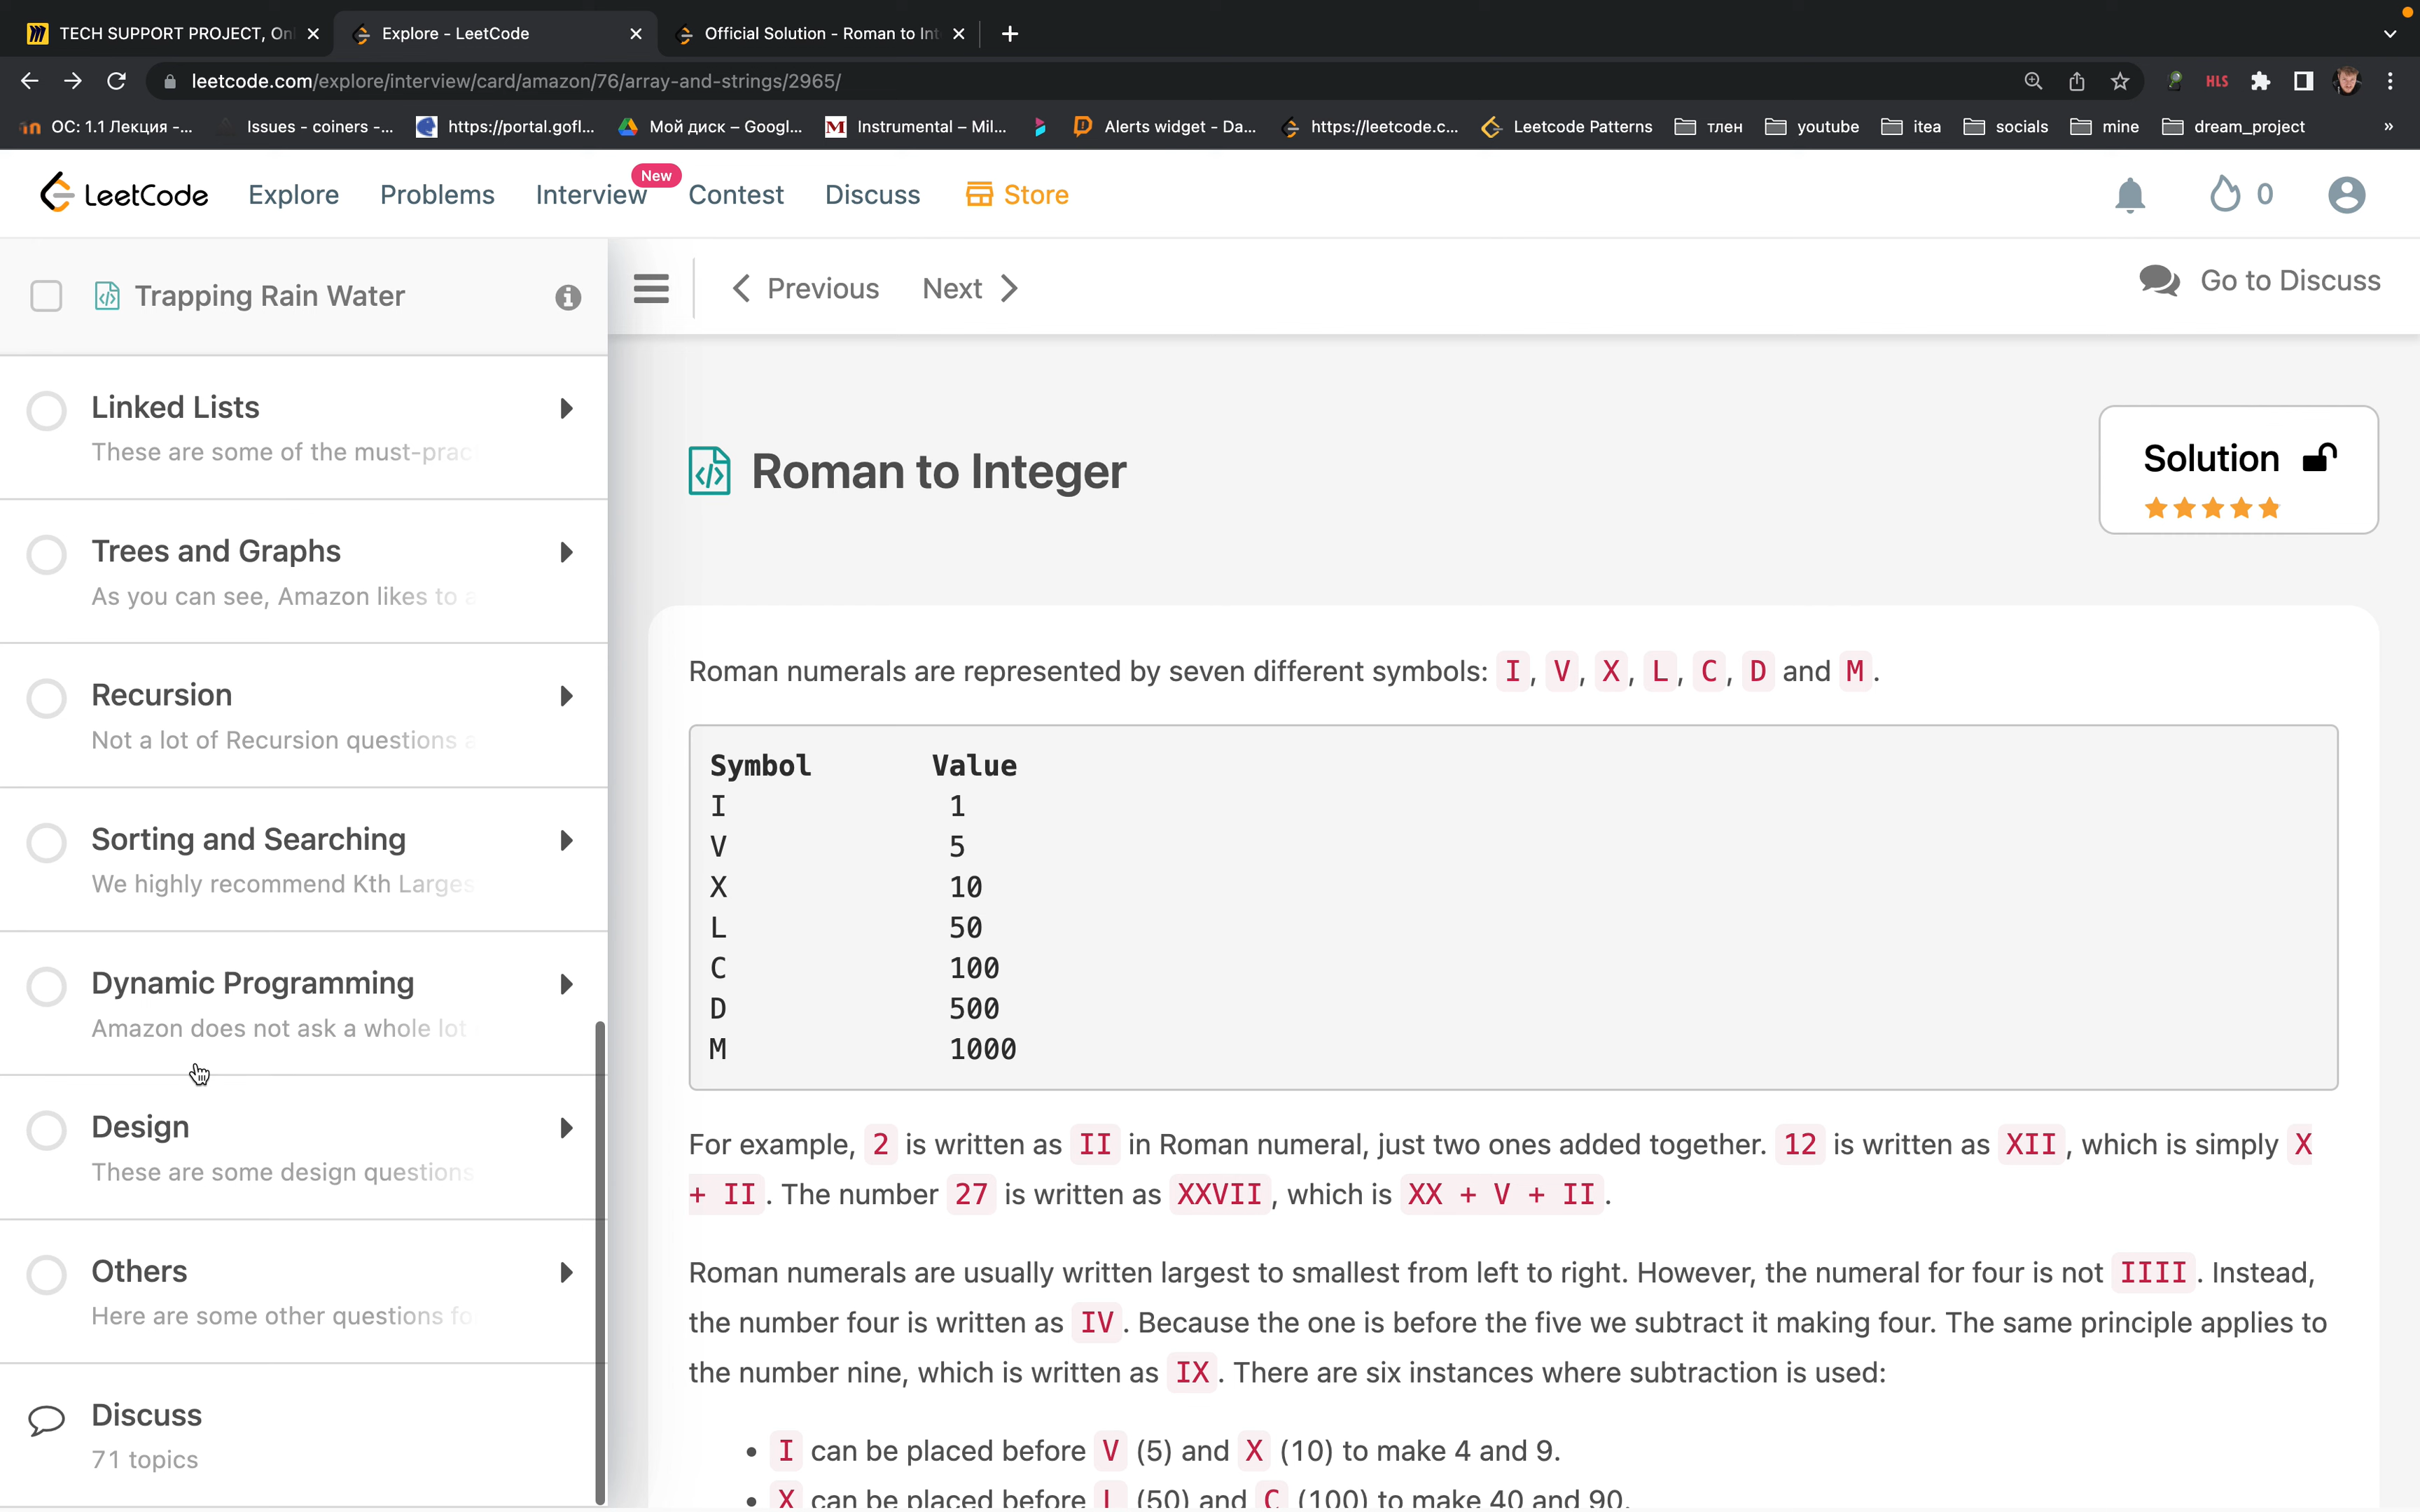 TECH SUPPORT PROJECT, Onl
Explore - LeetCode
Official Solution - Roman to Int
leetcode.com/explore/interview/card/amazon/76/array-and-strings/2965/
HLS
ОС: 1.1 Лекция -...
Issues - coiners -...
https://portal.gofl...
Мой диск – Googl...
Instrumental – Mil...
Alerts widget - Da...
https://leetcode.c...
Leetcode Patterns
тлен
youtube
itea
socials
mine
dream_project
»
LeetCode
Explore
Problems
Interview
New
Contest
Discuss
Store
0
Trapping Rain Water
Previous
Next
Go to Discuss
Linked Lists
These are some of the must-prac
Trees and Graphs
As you can see, Amazon likes to a
Recursion
Not a lot of Recursion questions a
Sorting and Searching
We highly recommend Kth Larges
Dynamic Programming
Amazon does not ask a whole lot
Design
These are some design questions
Others
Here are some other questions fo
Discuss
71 topics
Roman to Integer
Solution
Roman numerals are represented by seven different symbols: I, V, X, L, C, D and M.
Symbol Value
I 1
V 5
X 10
L 50
C 100
D 500
M 1000
For example, 2 is written as II in Roman numeral, just two ones added together. 12 is written as XII, which is simply X
+ II. The number 27 is written as XXVII, which is XX + V + II.
Roman numerals are usually written largest to smallest from left to right. However, the numeral for four is not IIII. Instead,
the number four is written as IV. Because the one is before the five we subtract it making four. The same principle applies to
the number nine, which is written as IX. There are six instances where subtraction is used:
• I can be placed before V (5) and X (10) to make 4 and 9.
• X can be placed before L (50) and C (100) to make 40 and 90.